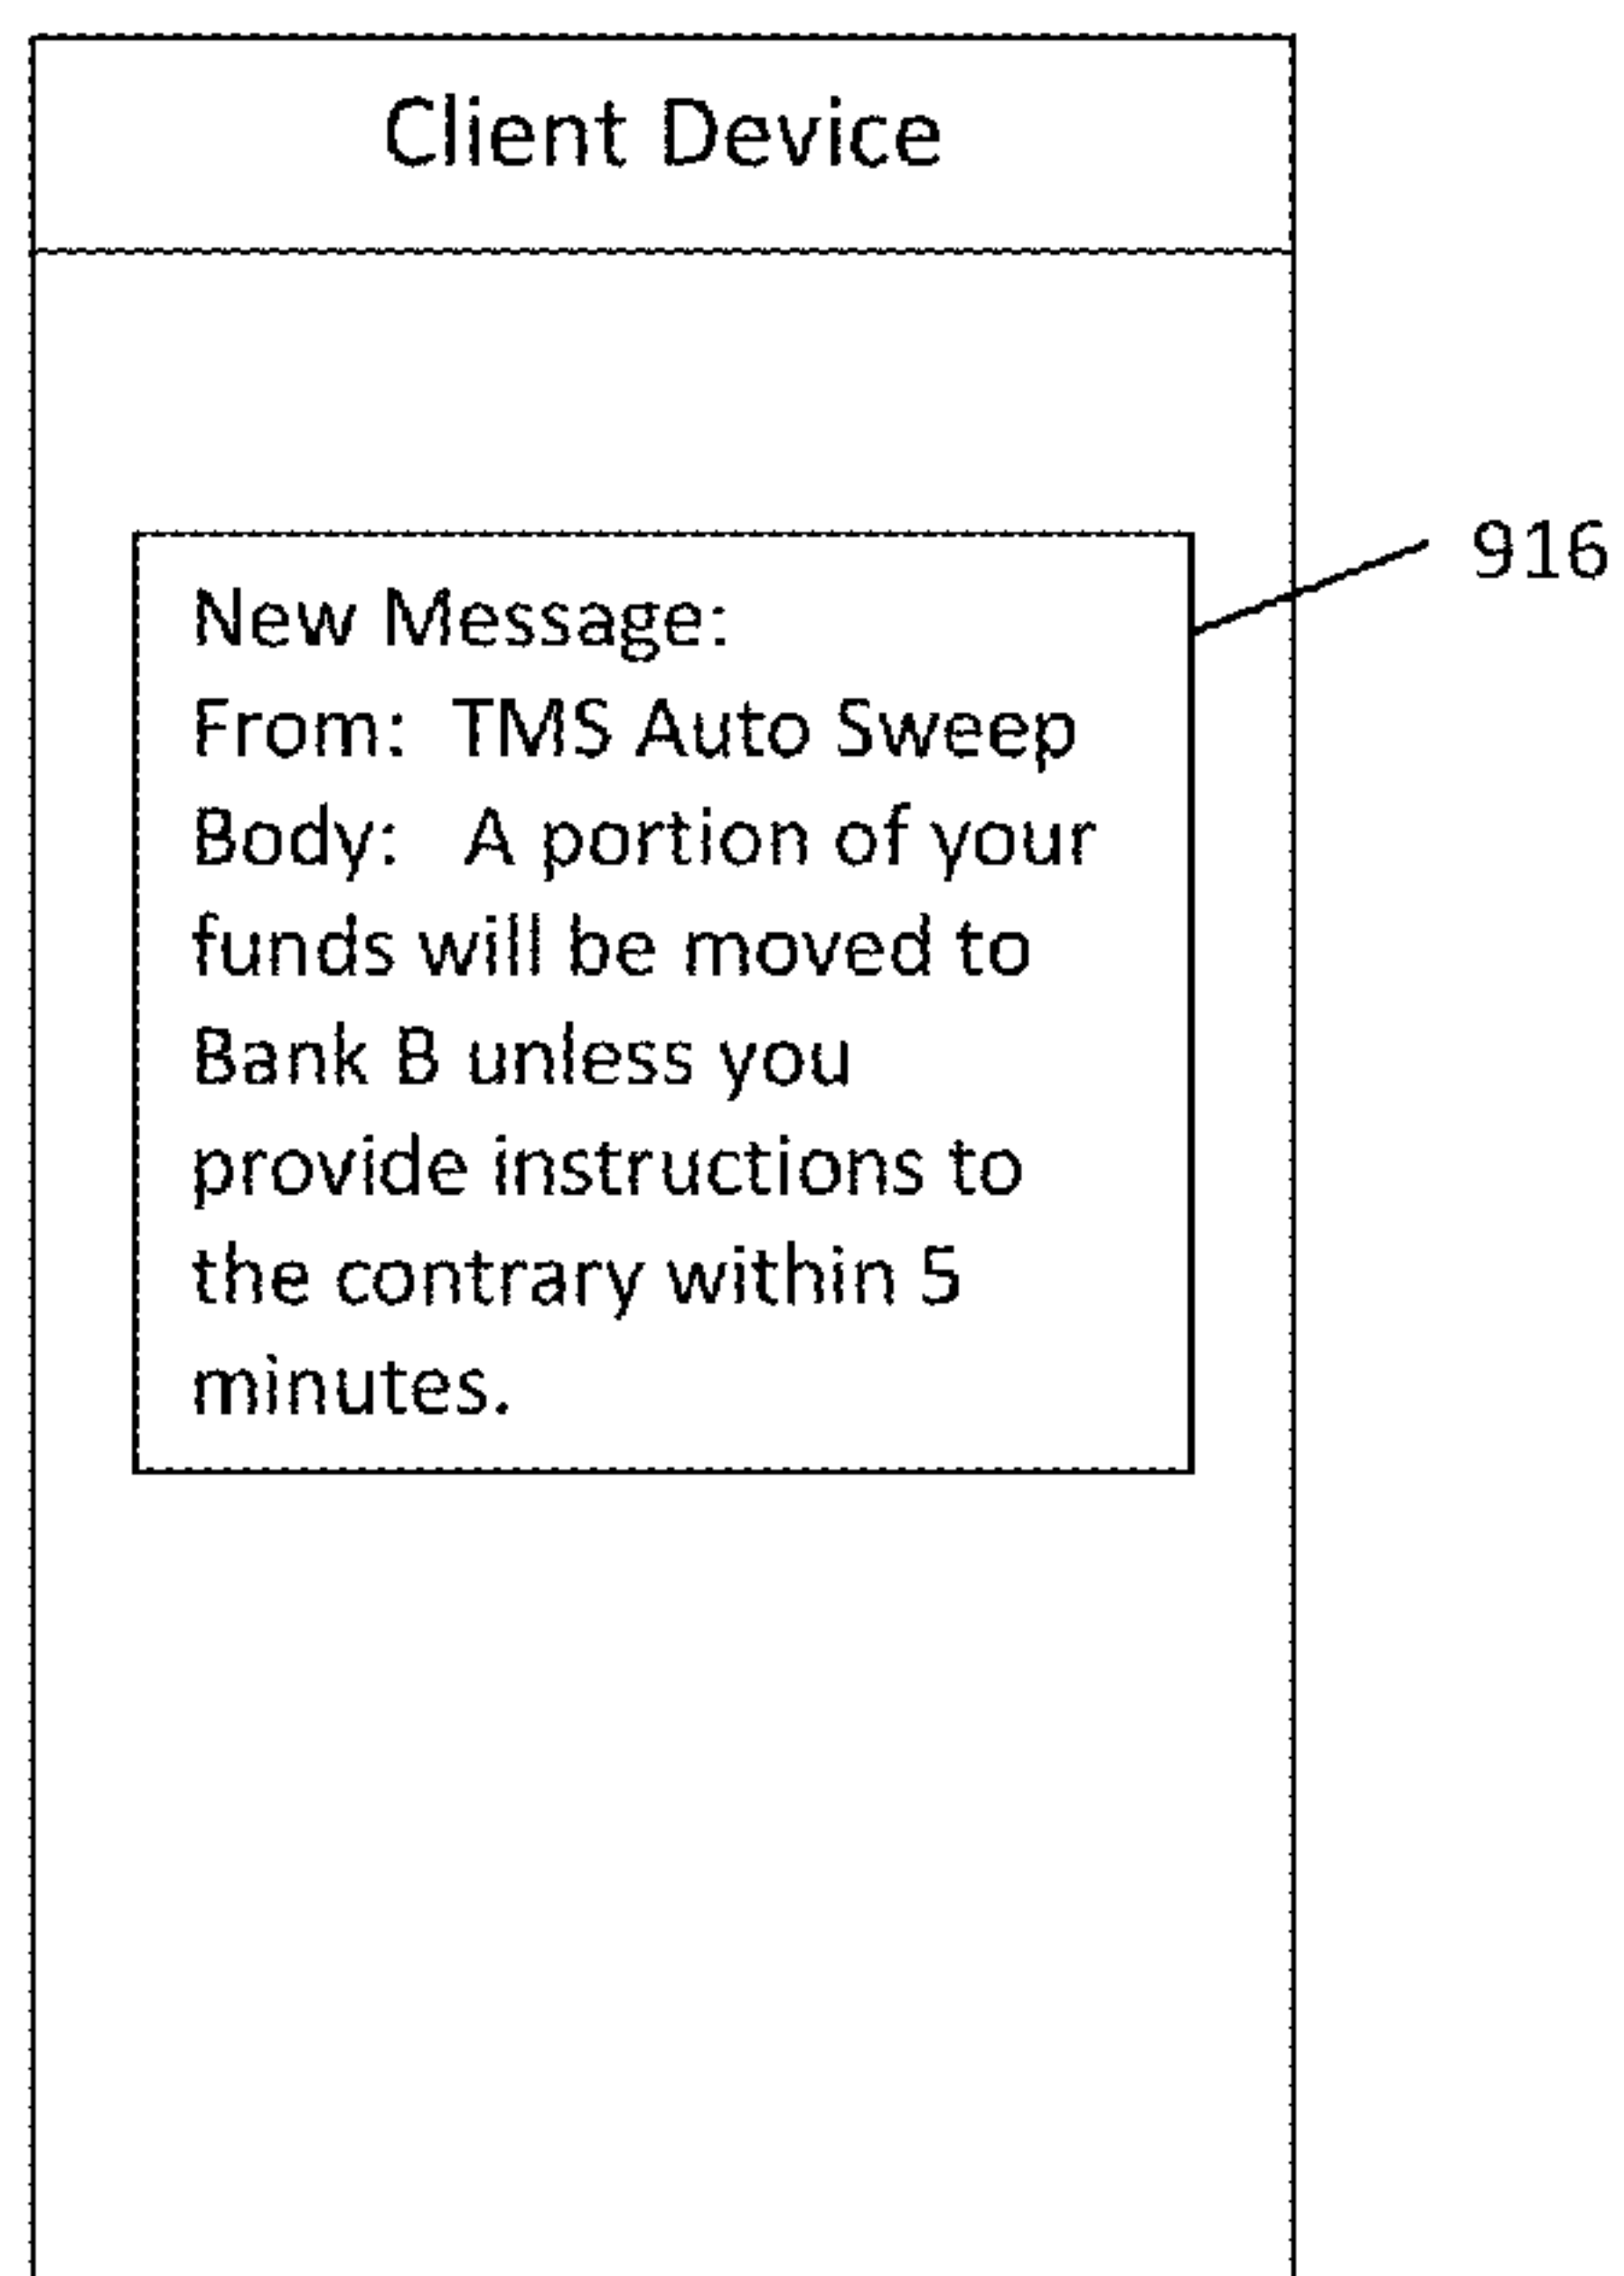 Client Device
916
New Message:
From: TMS Auto Sweep
Body: A portion of your
funds will be moved to
Bank B unless you
provide instructions to
the contrary within 5
minutes.